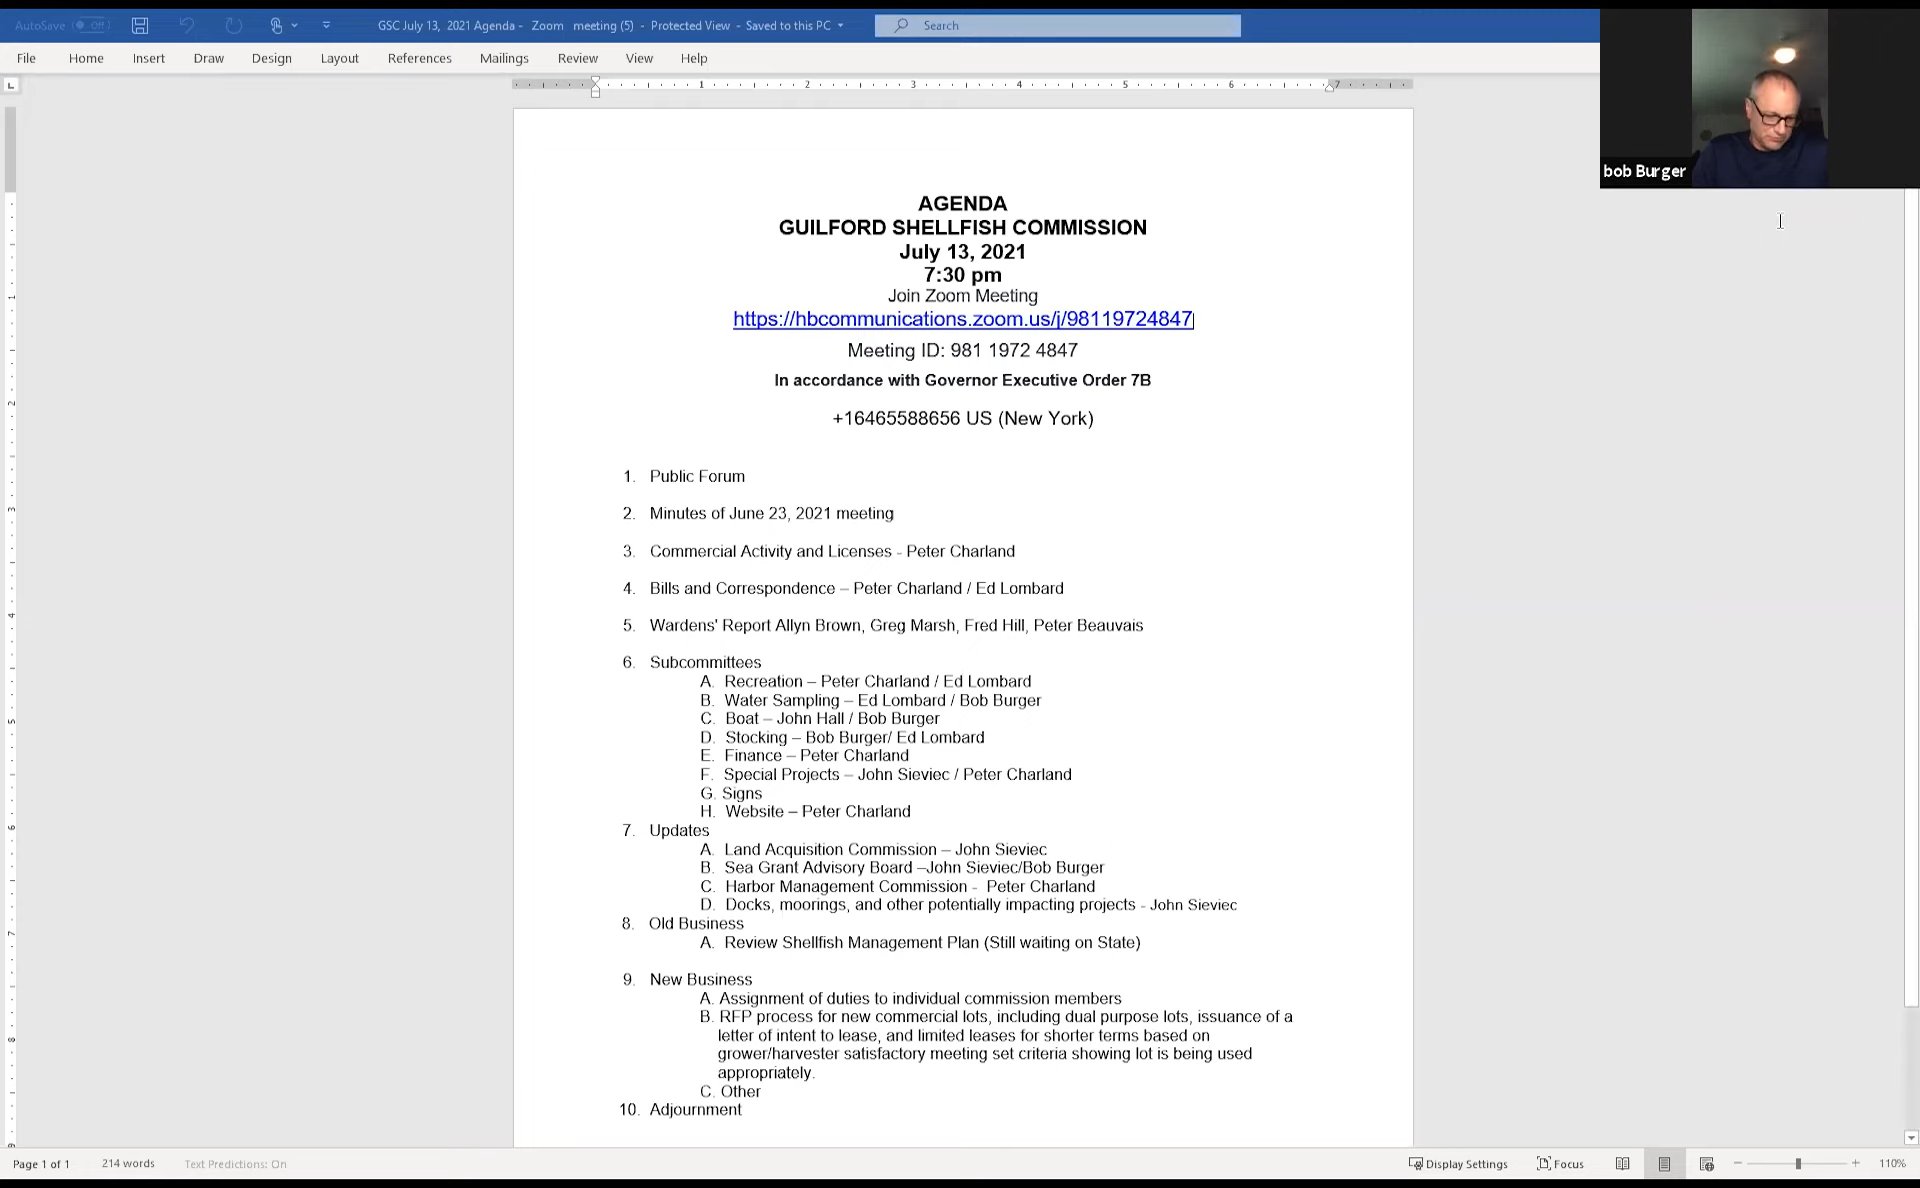 AutoSave Off GSC July 13, 2021 Agenda - Zoom meeting (5) - Protected View - Saved to this PC Search
File Home Insert Draw Design Layout References Mailings Review View Help
1 2 3 4 5 6 7
bob Burger
AGENDA
GUILFORD SHELLFISH COMMISSION
July 13, 2021
7:30 pm
Join Zoom Meeting
https://hbcommunications.zoom.us/j/98119724847
Meeting ID: 981 1972 4847
In accordance with Governor Executive Order 7B
+16465588656 US (New York)
1. Public Forum
2. Minutes of June 23, 2021 meeting
3. Commercial Activity and Licenses - Peter Charland
4. Bills and Correspondence – Peter Charland / Ed Lombard
5. Wardens' Report Allyn Brown, Greg Marsh, Fred Hill, Peter Beauvais
6. Subcommittees
A. Recreation – Peter Charland / Ed Lombard
B. Water Sampling – Ed Lombard / Bob Burger
C. Boat – John Hall / Bob Burger
D. Stocking – Bob Burger/ Ed Lombard
E. Finance – Peter Charland
F. Special Projects – John Sieviec / Peter Charland
G. Signs
H. Website – Peter Charland
7. Updates
A. Land Acquisition Commission – John Sieviec
B. Sea Grant Advisory Board –John Sieviec/Bob Burger
C. Harbor Management Commission - Peter Charland
D. Docks, moorings, and other potentially impacting projects - John Sieviec
8. Old Business
A. Review Shellfish Management Plan (Still waiting on State)
9. New Business
A. Assignment of duties to individual commission members
B. RFP process for new commercial lots, including dual purpose lots, issuance of a
letter of intent to lease, and limited leases for shorter terms based on
grower/harvester satisfactory meeting set criteria showing lot is being used
appropriately.
C. Other
10. Adjournment
Page 1 of 1 214 words Text Predictions: On Display Settings Focus 110%